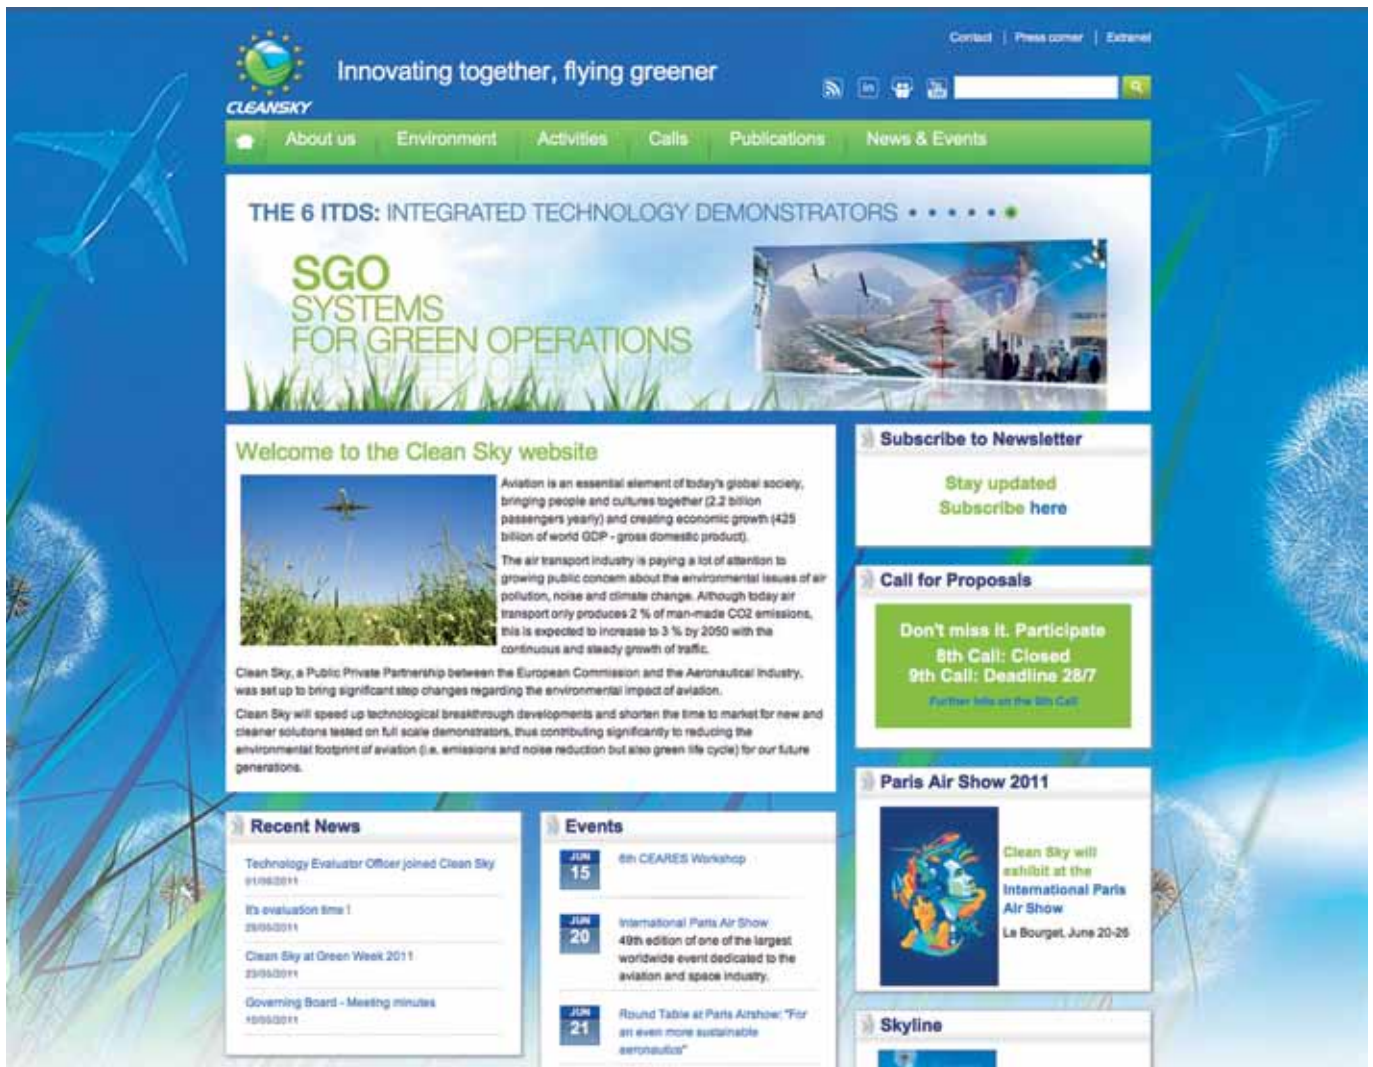 Contact | Press corner | Extranet
CLEANSKY
Innovating together, flying greener
About us
Environment
Activities
Calls
Publications
News & Events
THE 6 ITDS: INTEGRATED TECHNOLOGY DEMONSTRATORS
SGO
SYSTEMS
FOR GREEN OPERATIONS
Welcome to the Clean Sky website
Aviation is an essential element of today's global society,
bringing people and cultures together (2.2 billion
passengers yearly) and creating economic growth (425
billion of world GDP - gross domestic product).
The air transport industry is paying a lot of attention to
growing public concern about the environmental issues of air
pollution, noise and climate change. Although today air
transport only produces 2 % of man-made CO2 emissions,
this is expected to increase to 3 % by 2050 with the
continuous and steady growth of traffic.
Clean Sky, a Public Private Partnership between the European Commission and the Aeronautical Industry,
was set up to bring significant step changes regarding the environmental impact of aviation.
Clean Sky will speed up technological breakthrough developments and shorten the time to market for new and
cleaner solutions tested on full scale demonstrators, thus contributing significantly to reducing the
environmental footprint of aviation (i.e. emissions and noise reduction but also green life cycle) for our future
generations.
Subscribe to Newsletter
Stay updated
Subscribe here
Call for Proposals
Don't miss it. Participate
8th Call: Closed
9th Call: Deadline 28/7
Further Info on the 9th Call
Paris Air Show 2011
Clean Sky will
exhibit at the
International Paris
Air Show
Le Bourget, June 20-26
Skyline
Recent News
Technology Evaluator Officer joined Clean Sky
01/06/2011
It's evaluation time !
/05/2011
Clean Sky at Green Week 2011
/05/2011
Governing Board - Meeting minutes
/05/2011
Events
JUN
15
6th CEARES Workshop
JUN
20
International Paris Air Show
49th edition of one of the largest
worldwide event dedicated to the
aviation and space industry.
JUN
21
Round Table at Paris Airshow: "For
an even more sustainable
aeronautics"